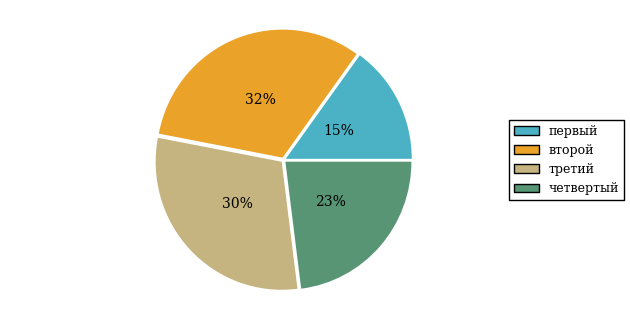 32%
15%
30%
23%
первый
второй
третий
четвертый